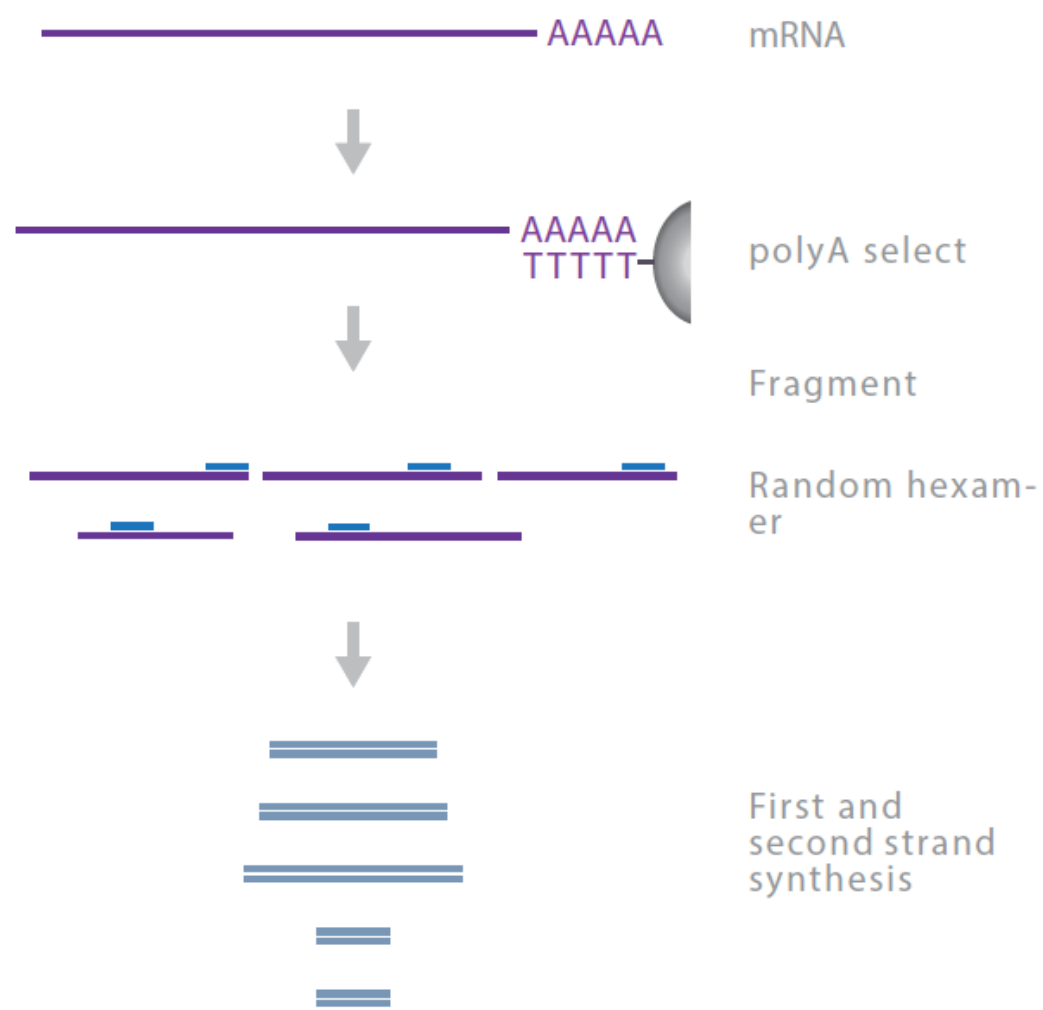 AAAAA mRNA
AAAAA
TTTTT
polyA select
Fragment
Random hexam-
er
First and
second strand
synthesis